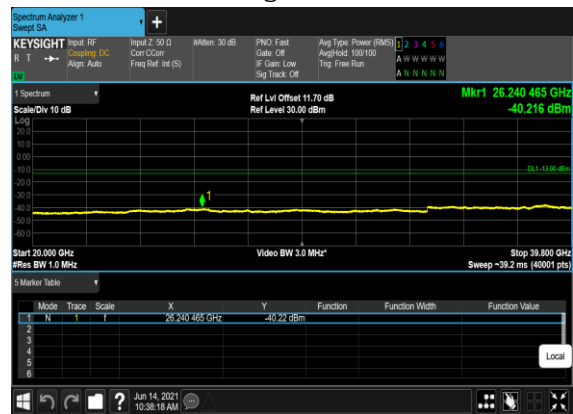 Spectrum Analyzer 1
Swept SA
+
KEYSIGHT Input: RF Input Z: 50 Ω #Atten: 30 dB PNO: Fast Avg Type: Power (RMS) 1 2 3 4 5 6
R T Coupling: DC Corr CCorr Gate: Off Avg|Hold: 100/100 A W W W W W
Align: Auto Freq Ref: Int (S) IF Gain: Low Trig: Free Run
LU Sig Track: Off A N N N N N
1 Spectrum Ref Lvl Offset 11.70 dB Mkr1 26.240 465 GHz
Scale/Div 10 dB Ref Level 30.00 dBm -40.216 dBm
Log
20.0
10.0
0.00
-10.0 DL1 -13.00 dBm
-20.0
-30.0 1
-40.0
-50.0
-60.0
Start 20.000 GHz Video BW 3.0 MHz* Stop 39.800 GHz
#Res BW 1.0 MHz Sweep ~39.2 ms (40001 pts)
5 Marker Table
Mode Trace Scale X Y Function Function Width Function Value
1 N 1 f 26.240 465 GHz -40.22 dBm
2
3
4
5
6
Local
? Jun 14, 2021
10:38:18 AM